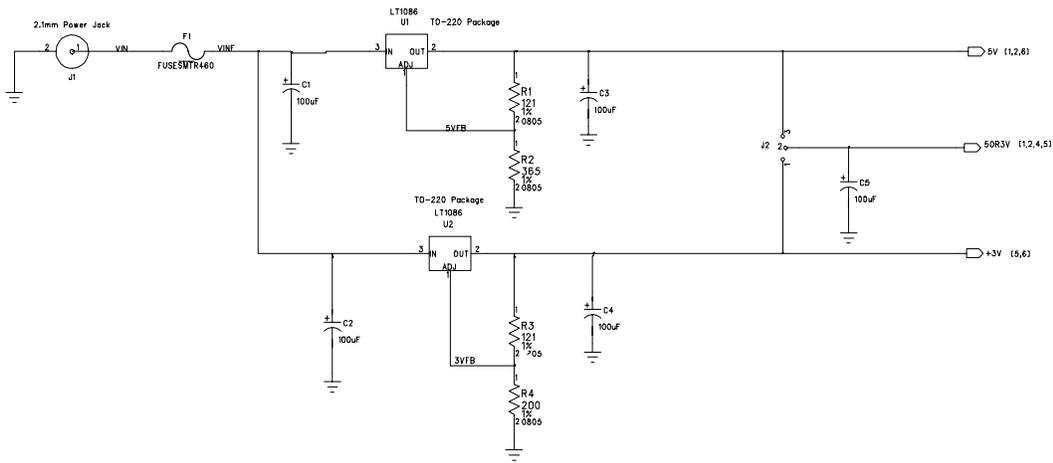 2.1mm Power Jack
2
1
J1
VIN
F1
FUSESMTR460
VINF
LT1086
U1
TO-220 Package
3
IN
OUT
2
ADJ
1
5V [1,2,6]
+
C1
100uF
1
R1
121
1%
2 0805
+
C3
100uF
5VFB
1
R2
365
1%
2 0805
3
J2
2
1
5OR3V [1,2,4,5]
+
C5
100uF
TO-220 Package
LT1086
U2
3
IN
OUT
2
ADJ
1
+3V [5,6]
+
C2
100uF
1
R3
121
1%
2
+
C4
100uF
3VFB
1
R4
200
1%
2 0805